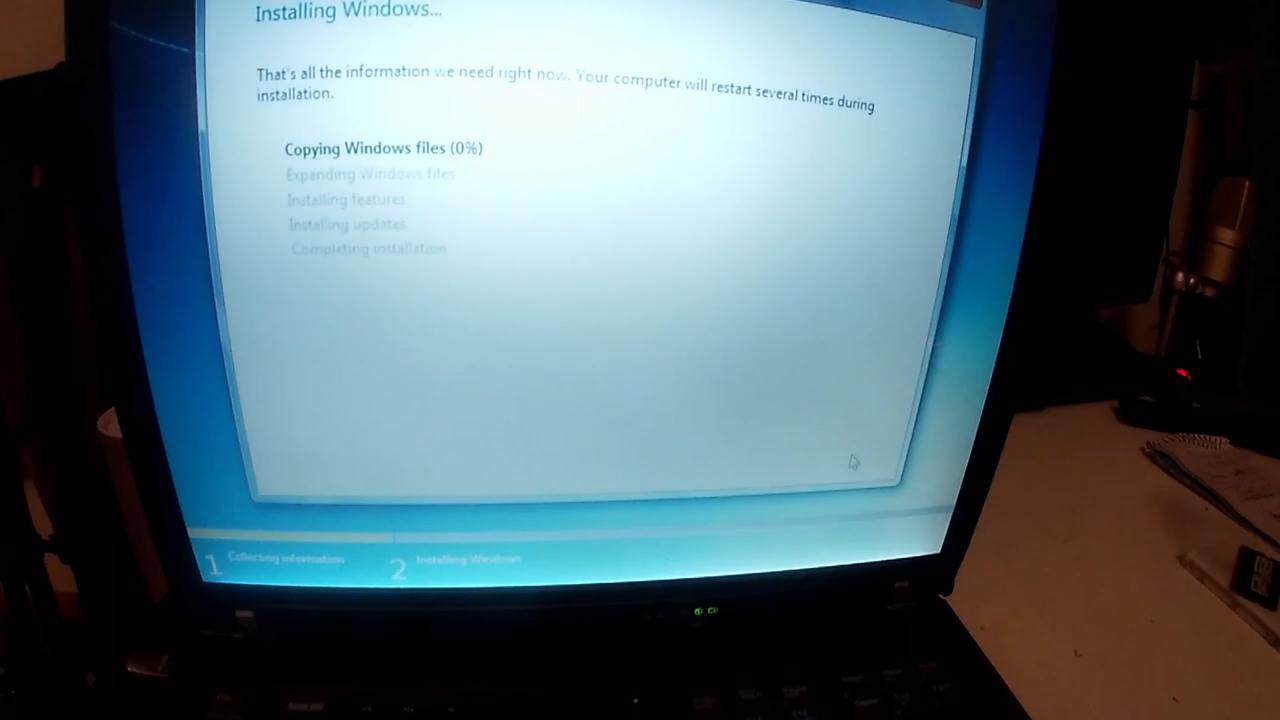 Installing Windows...
That's all the information we need right now. Your computer will restart several times during
installation.
Copying Windows files (0%)
Expanding Windows files
Installing features
Installing updates
Completing installation
1 Collecting information
2 Installing Windows